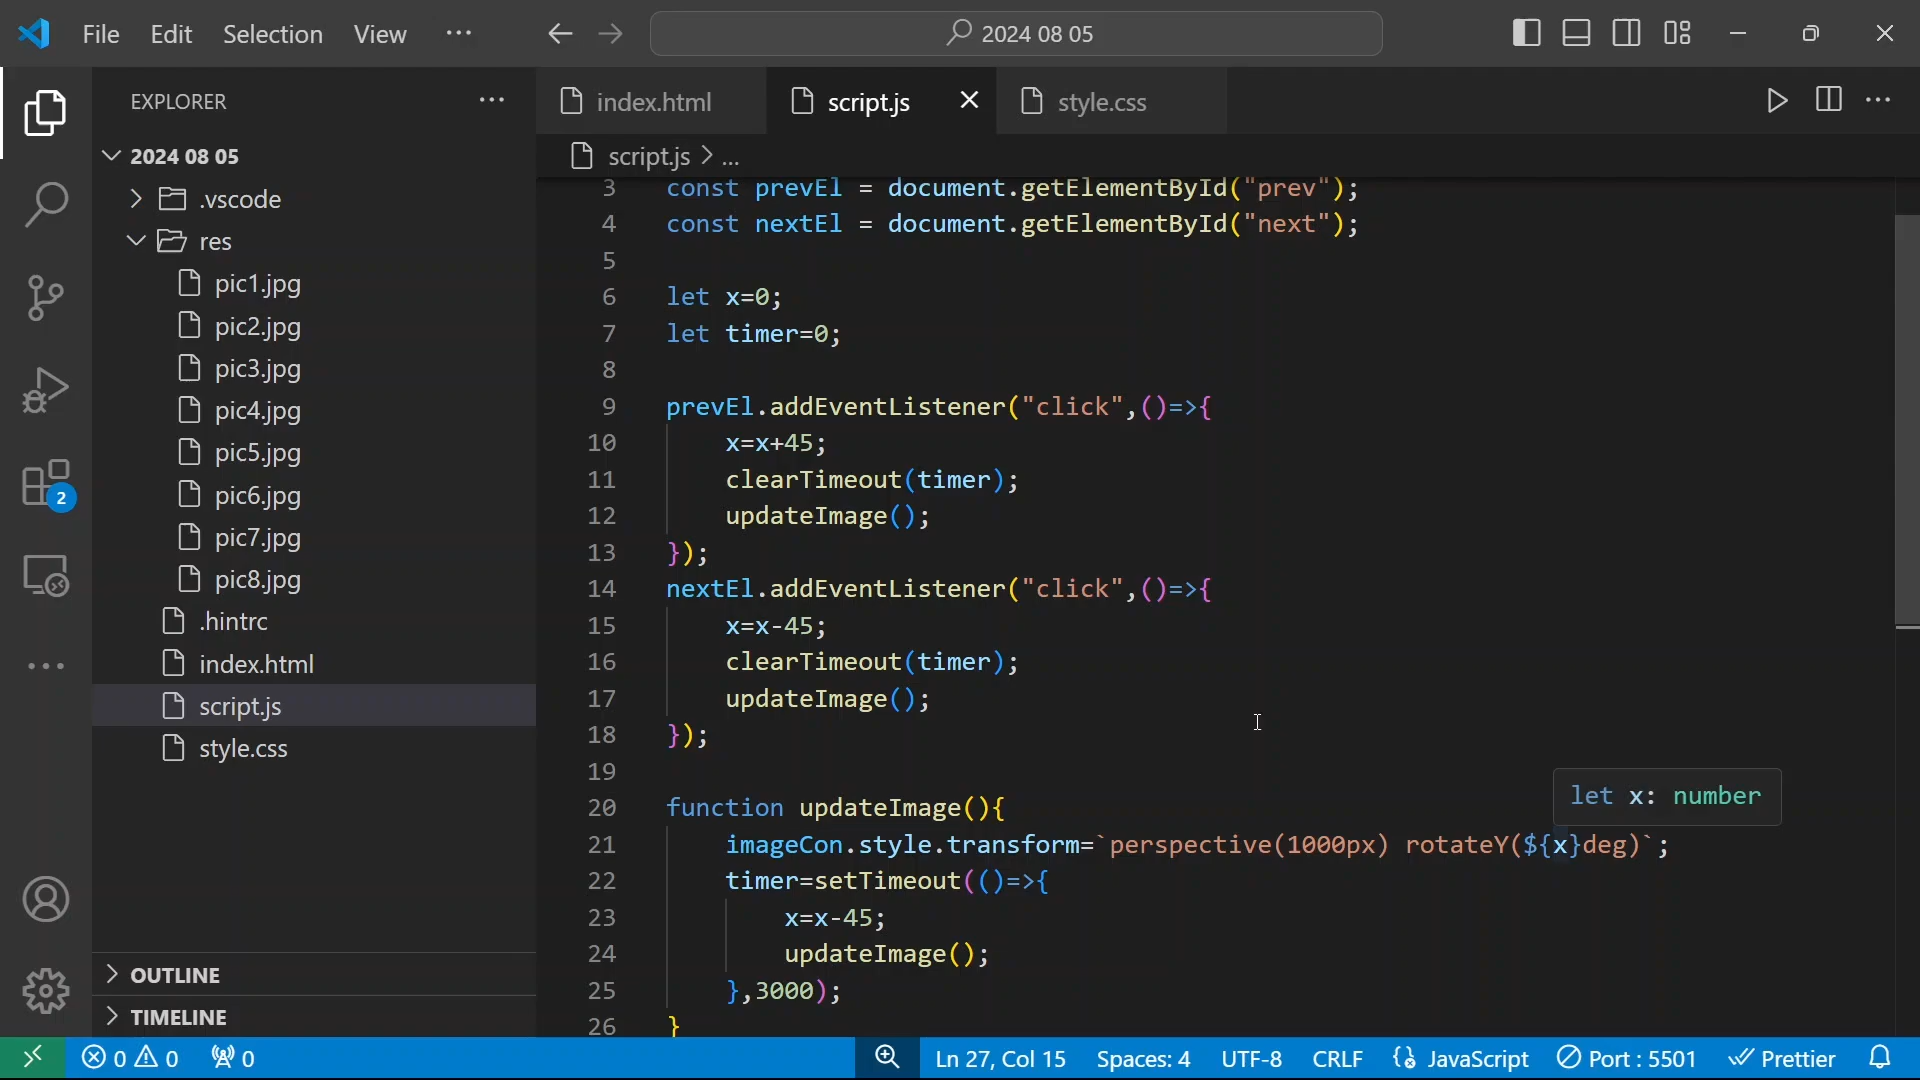 File Edit Selection View ··· 2024 08 05
EXPLORER ···
2024 08 05
.vscode
res
pic1.jpg
pic2.jpg
pic3.jpg
pic4.jpg
pic5.jpg
pic6.jpg
pic7.jpg
pic8.jpg
.hintrc
index.html
script.js
style.css
OUTLINE
TIMELINE
2
index.html script.js style.css
script.js > ...
3 const prevEl = document.getElementById("prev");
4 const nextEl = document.getElementById("next");
5
6 let x=0;
7 let timer=0;
8
9 prevEl.addEventListener("click",()=>{
10 x=x+45;
11 clearTimeout(timer);
12 updateImage();
13 });
14 nextEl.addEventListener("click",()=>{
15 x=x-45;
16 clearTimeout(timer);
17 updateImage();
18 });
19
let x: number
20 function updateImage(){
21 imageCon.style.transform=`perspective(1000px) rotateY(${x}deg)`;
22 timer=setTimeout(()=>{
23 x=x-45;
24 updateImage();
25 },3000);
26 }
0 0 0 Ln 27, Col 15 Spaces: 4 UTF-8 CRLF JavaScript Port : 5501 Prettier